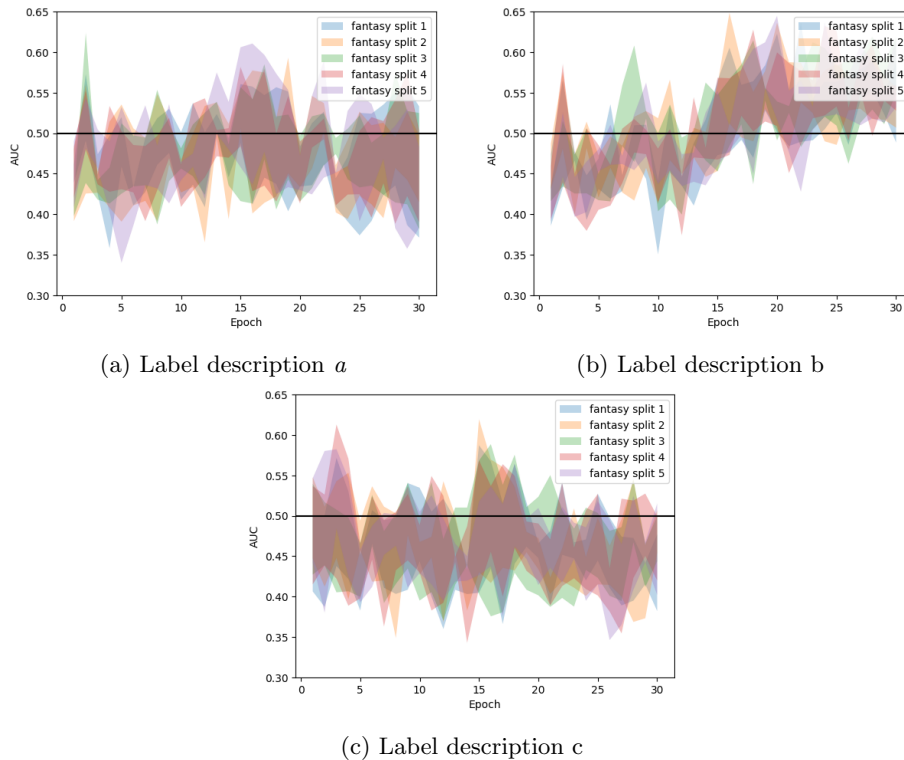 0.65
0.60
0.55
0.50
0.45
0.40
0.35
0.30
AUC
0 5 10 15 20 25 30
Epoch
fantasy split 1
fantasy split 2
fantasy split 3
fantasy split 4
fantasy split 5
(a) Label description a
0.65
0.60
0.55
0.50
0.45
0.40
0.35
0.30
AUC
0 5 10 15 20 25 30
Epoch
fantasy split 1
fantasy split 2
fantasy split 3
fantasy split 4
fantasy split 5
(b) Label description b
0.65
0.60
0.55
0.50
0.45
0.40
0.35
0.30
AUC
0 5 10 15 20 25 30
Epoch
fantasy split 1
fantasy split 2
fantasy split 3
fantasy split 4
fantasy split 5
(c) Label description c